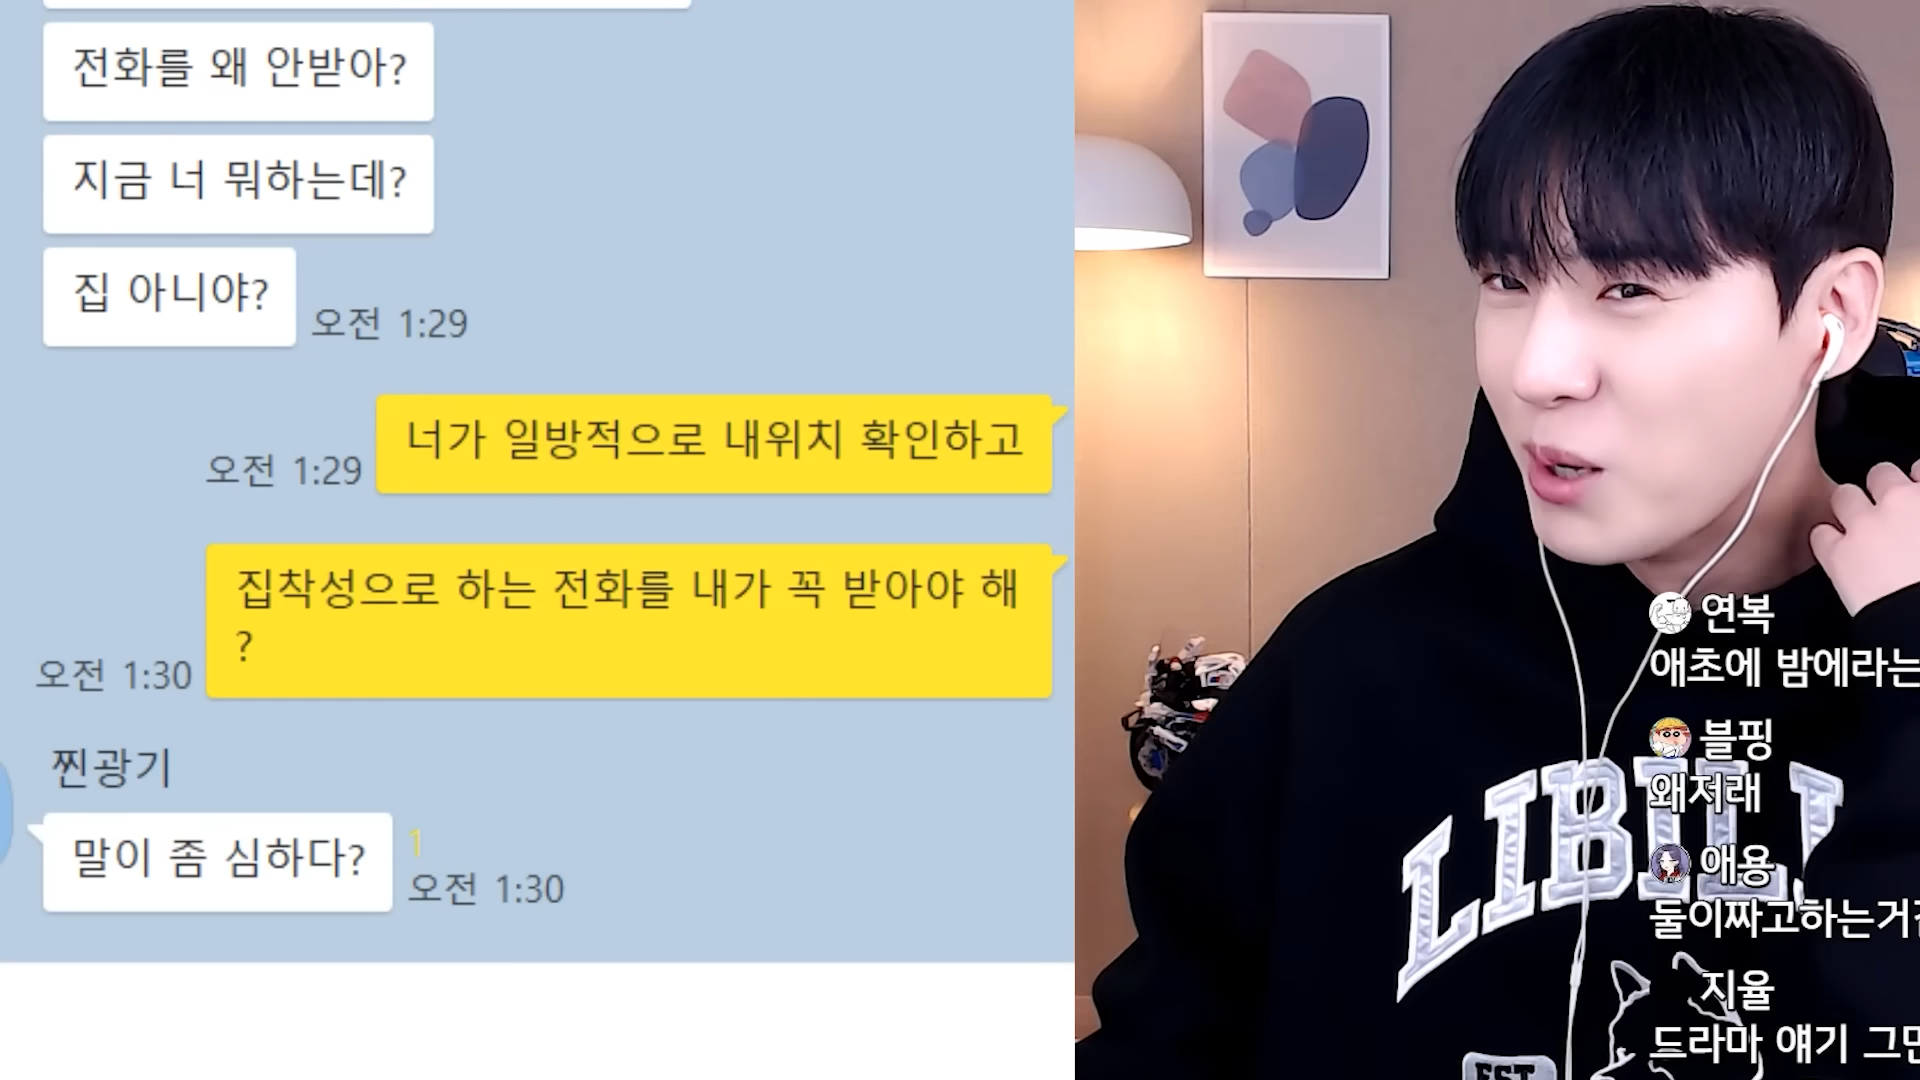 전화를 왜 안받아?
지금 너 뭐하는데?
집 아니야?
오전 1:29
너가 일방적으로 내위치 확인하고
오전 1:29
집착성으로 하는 전화를 내가 꼭 받아야 해
?
오전 1:30
찐광기
말이 좀 심하다?
1
오전 1:30
연복
애초에 밤에라는
블핑
왜저래
애용
둘이짜고하는거
지율
드라마 얘기
LIBIL
EST